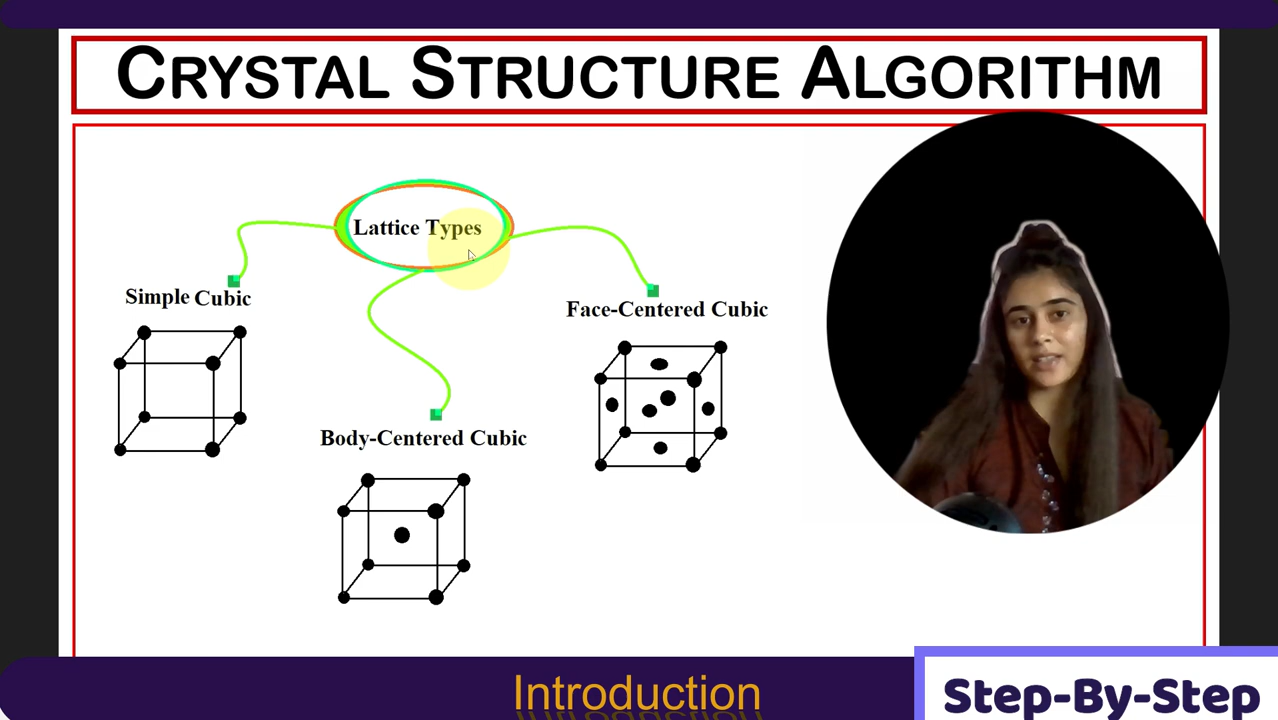 CRYSTAL STRUCTURE ALGORITHM
Lattice Types
Simple Cubic
Face-Centered Cubic
Body-Centered Cubic
Introduction
Step-By-Step